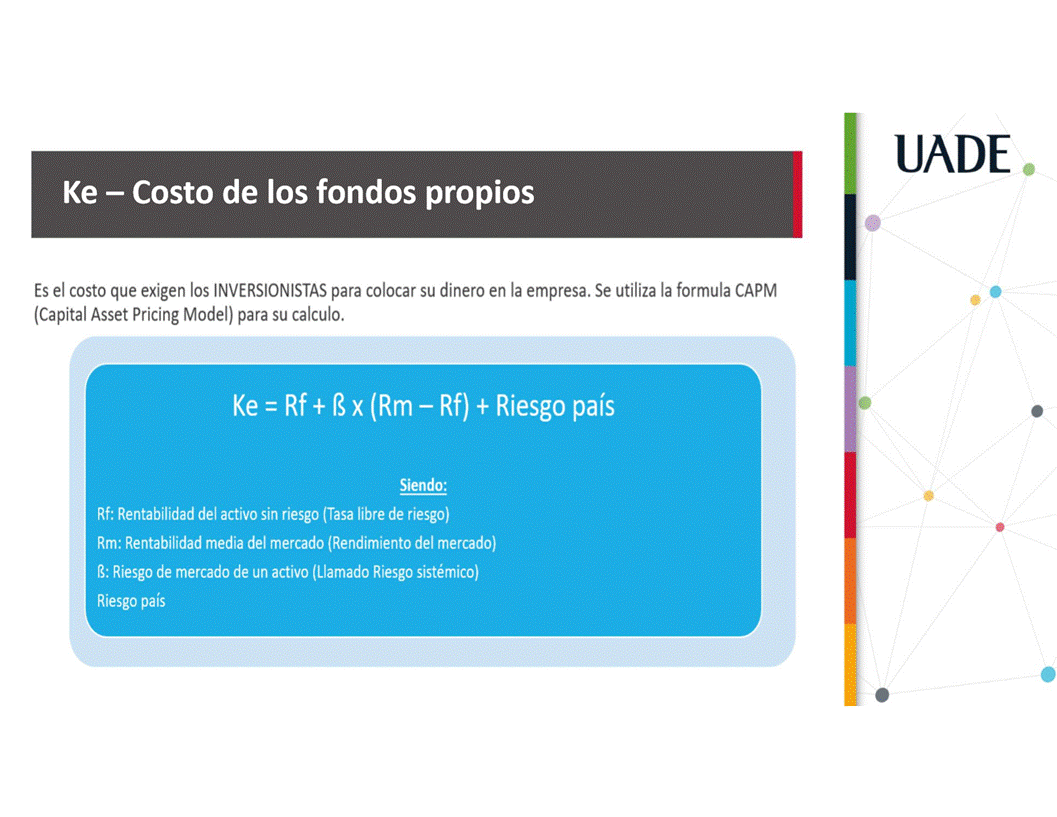 UADE
Ke – Costo de los fondos propios
Es el costo que exigen los INVERSIONISTAS para colocar su dinero en la empresa. Se utiliza la formula CAPM
(Capital Asset Pricing Model) para su calculo.
Ke = Rf + ß x (Rm – Rf) + Riesgo país
Siendo:
Rf: Rentabilidad del activo sin riesgo (Tasa libre de riesgo)
Rm: Rentabilidad media del mercado (Rendimiento del mercado)
ß: Riesgo de mercado de un activo (Llamado Riesgo sistémico)
Riesgo país